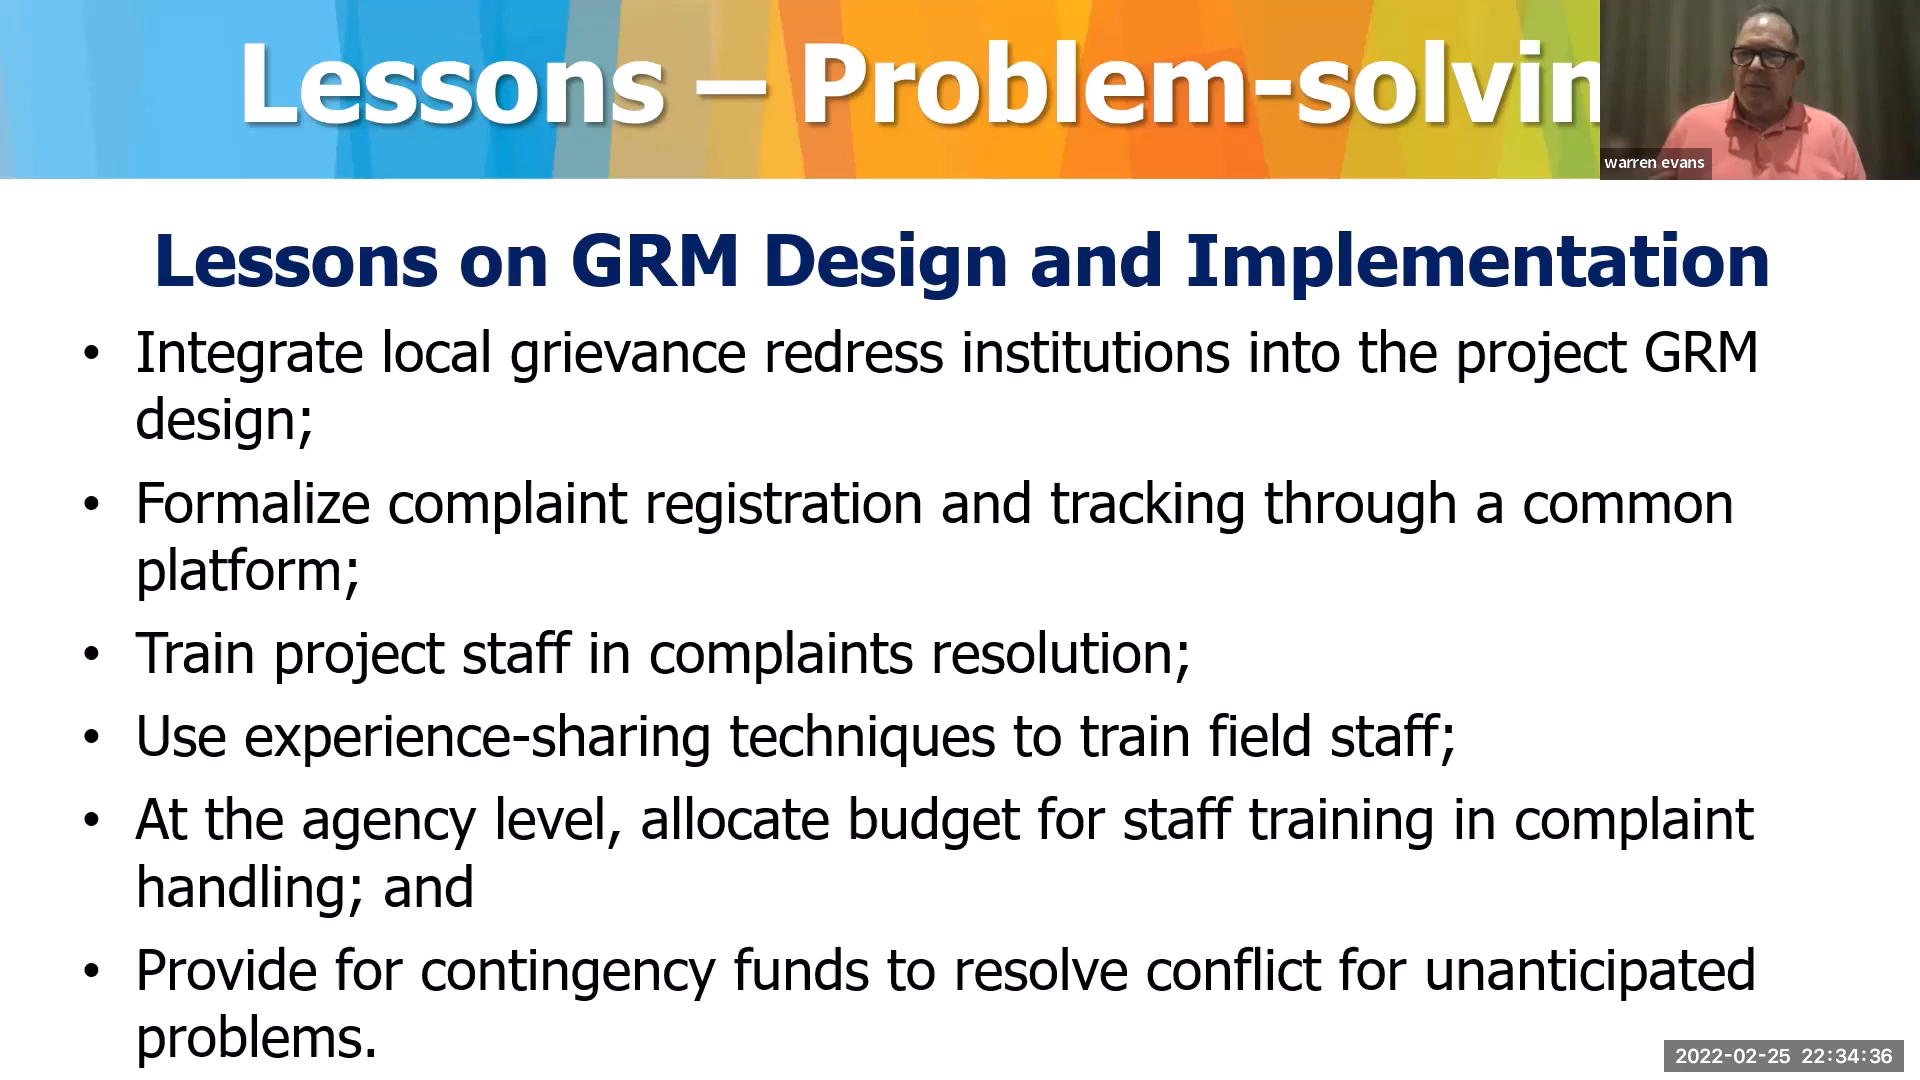 Lessons – Problem-solvin
warren evans
Lessons on GRM Design and Implementation
• Integrate local grievance redress institutions into the project GRM
design;
• Formalize complaint registration and tracking through a common
platform;
• Train project staff in complaints resolution;
• Use experience-sharing techniques to train field staff;
• At the agency level, allocate budget for staff training in complaint
handling; and
• Provide for contingency funds to resolve conflict for unanticipated
problems.
2022-02-25 22:34:36